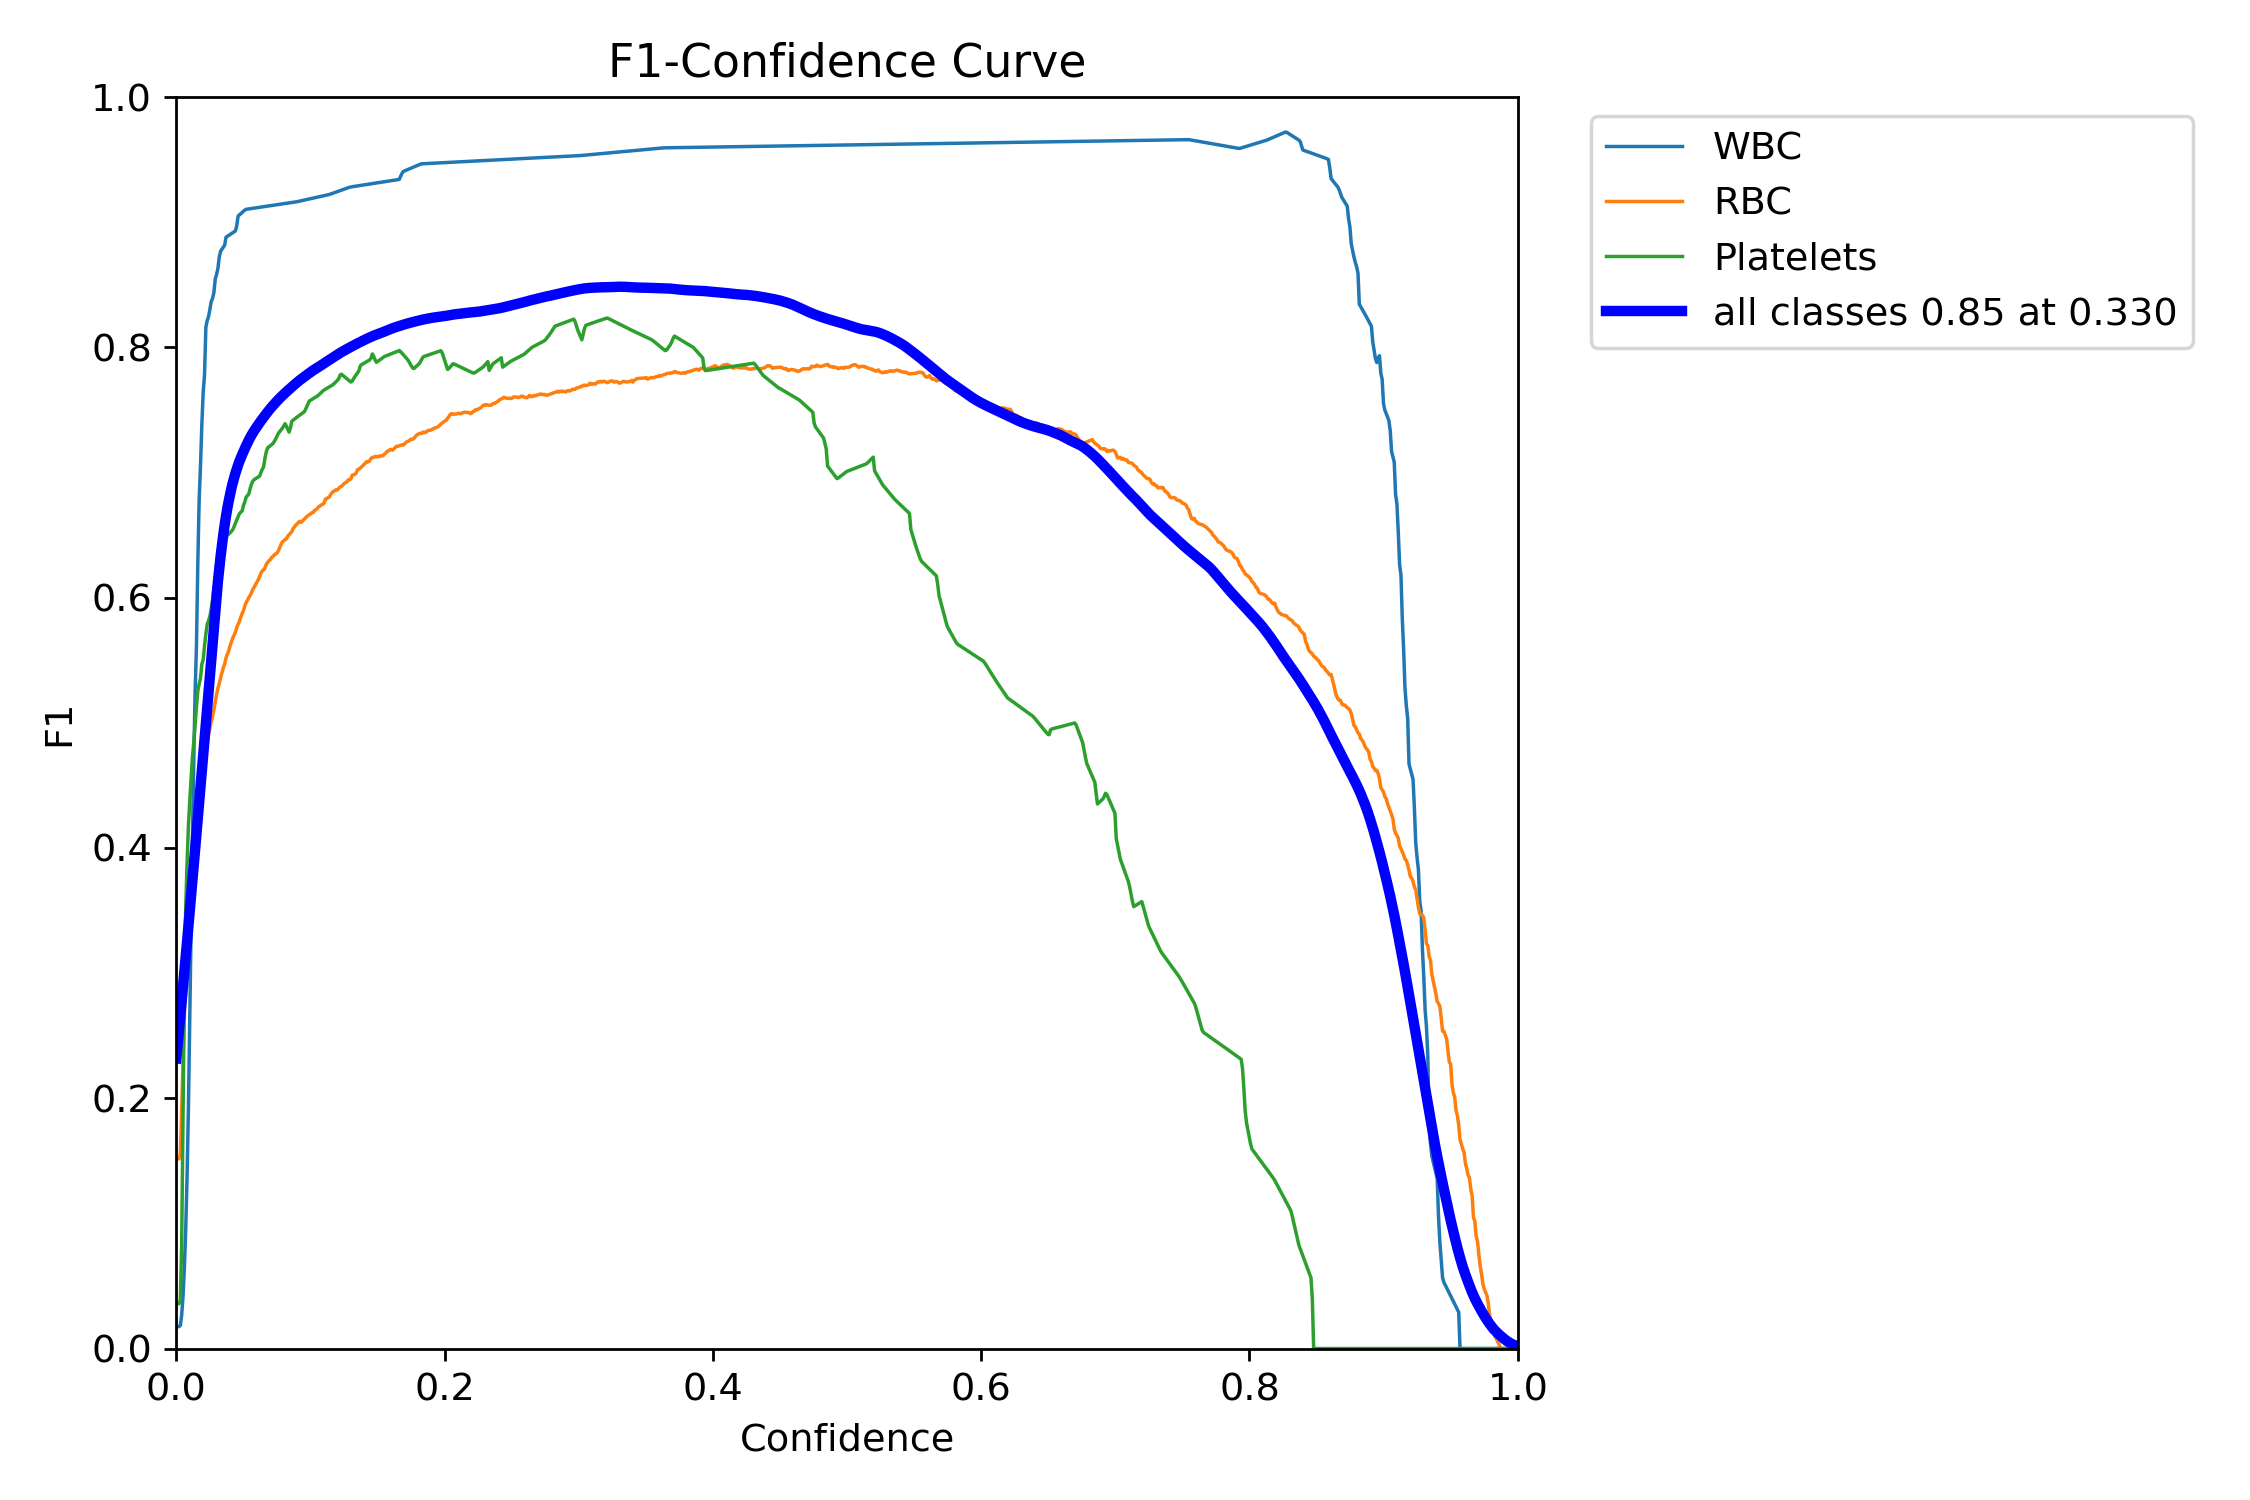 F1-Confidence Curve
1.0
0.8
0.6
0.4
0.2
0.0
F1
0.0 0.2 0.4 0.6 0.8 1.0
Confidence
WBC
RBC
Platelets
all classes 0.85 at 0.330